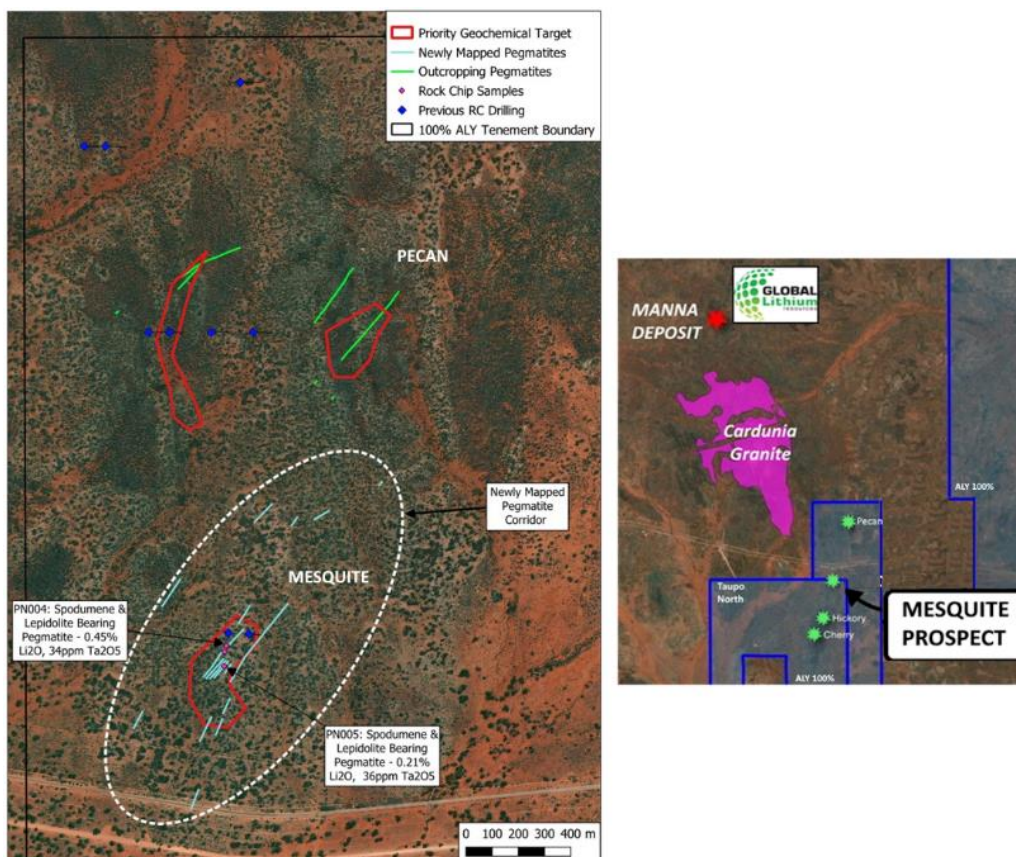 Priority Geochemical Target
Newly Mapped Pegmatites
Outcropping Pegmatites
Rock Chip Samples
Previous RC Drilling
100% ALY Tenement Boundary
PECAN
Newly Mapped
Pegmatite
Corridor
MESQUITE
PN004: Spodumene &
Lepidolite Bearing
Pegmatite - 0.45%
Li2O, 34ppm Ta2O5
PN005: Spodumene &
Lepidolite Bearing
Pegmatite - 0.21%
Li2O, 36ppm Ta2O5
0 100 200 300 400 m
MANNA
DEPOSIT
GLOBAL
Lithium
RESOURCES
Cardunia
Granite
ALY 100%
Pecan
Taupo
North
Hickory
Cherry
MESQUITE
PROSPECT
ALY 100%